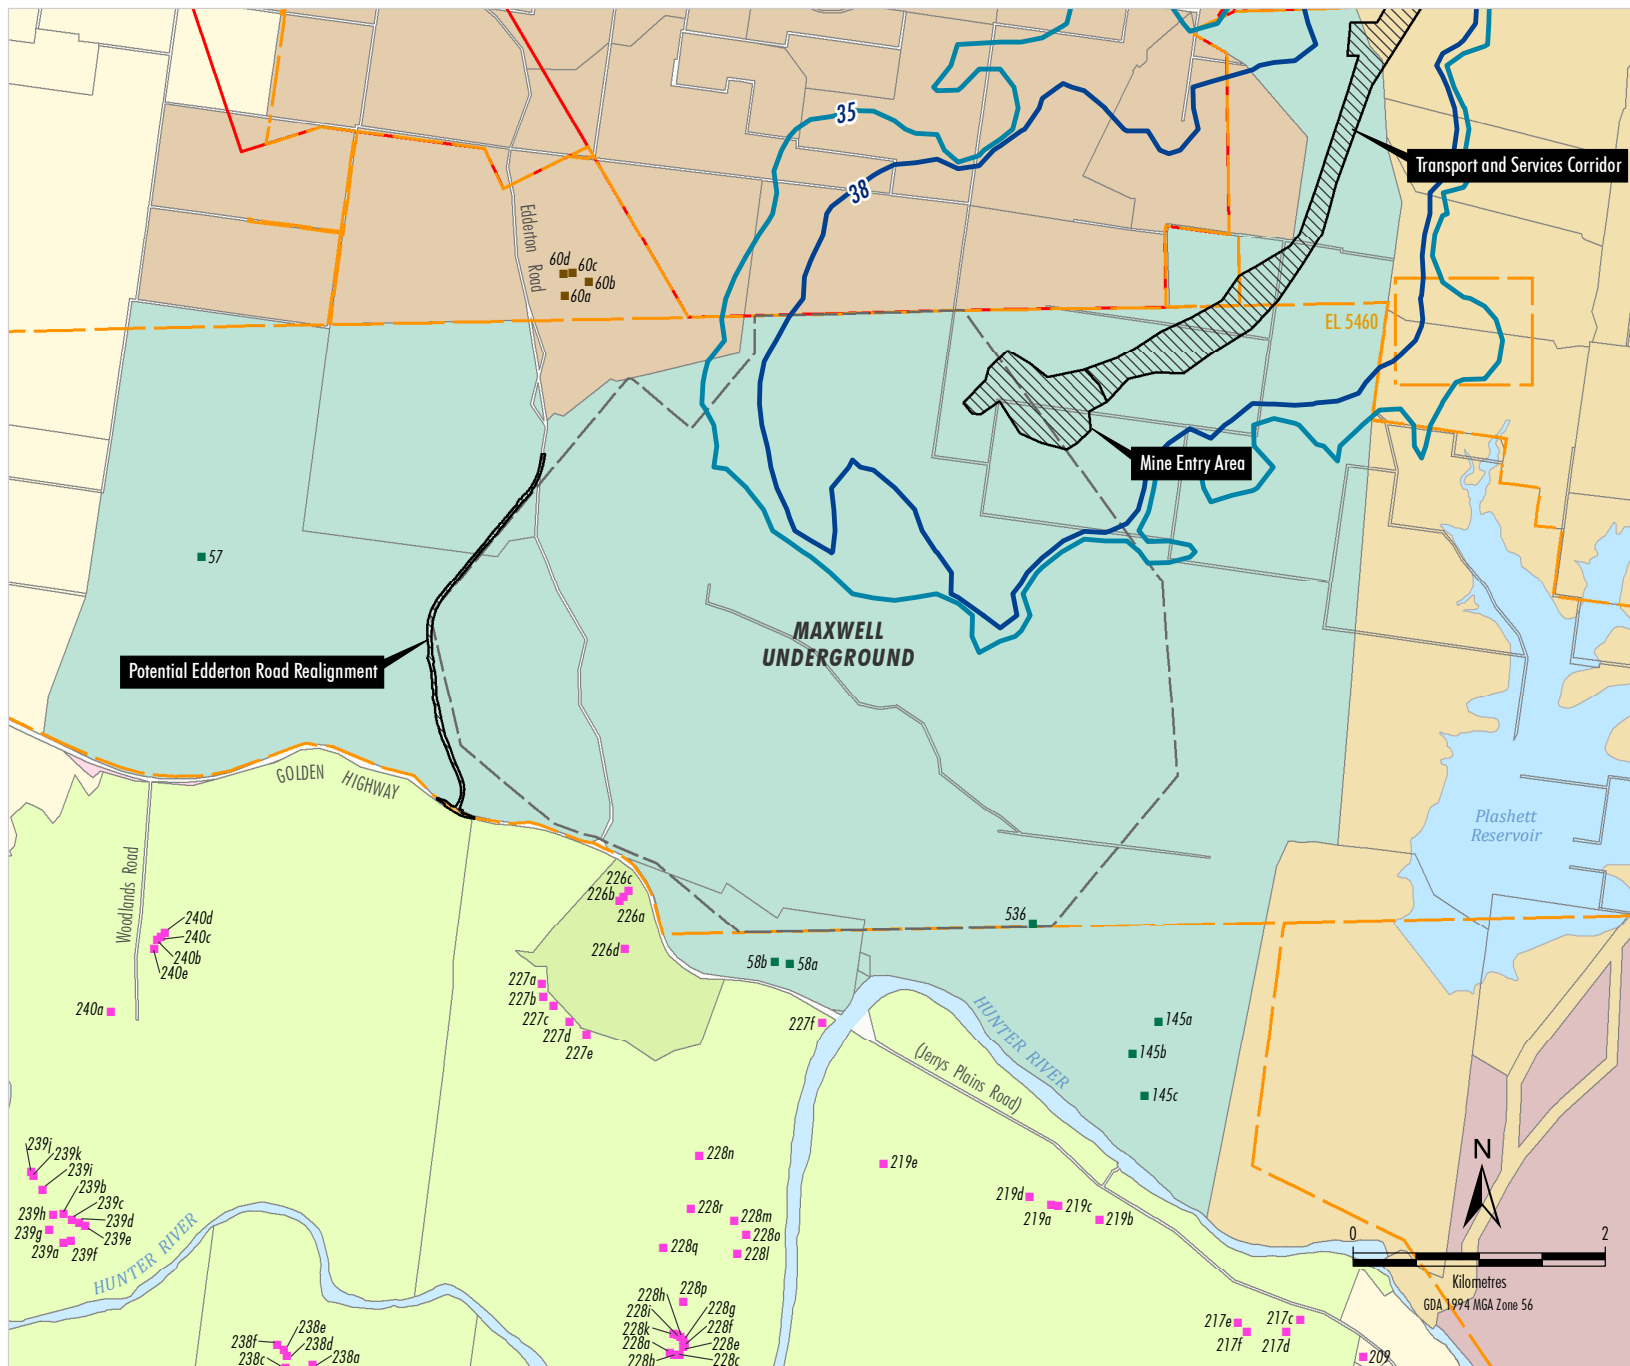 35
38
Transport and Services Corridor
Edderton Road
60d
60c
60b
60a
EL 5460
Mine Entry Area
57
MAXWELL
UNDERGROUND
Potential Edderton Road Realignment
GOLDEN HIGHWAY
Plashett
Reservoir
Woodlands Road
226c
226b
226a
226d
240d
240c
240b
240e
240a
536
58b
58a
227a
227b
227c
227d
227e
227f
HUNTER RIVER
(Jerrys Plains Road)
145a
145b
145c
239j
239k
239i
239b
239c
239h
239d
239g
239e
239a
239f
HUNTER RIVER
228n
219e
219d
219a
219c
219b
228r
228m
228o
228q
228l
N
0
2
Kilometres
GDA 1994 MGA Zone 56
228p
228h
228g
228i
228f
228k
228e
228a
228b
228c
238e
238f
238d
238c
238a
217e
217c
217f
217d
209